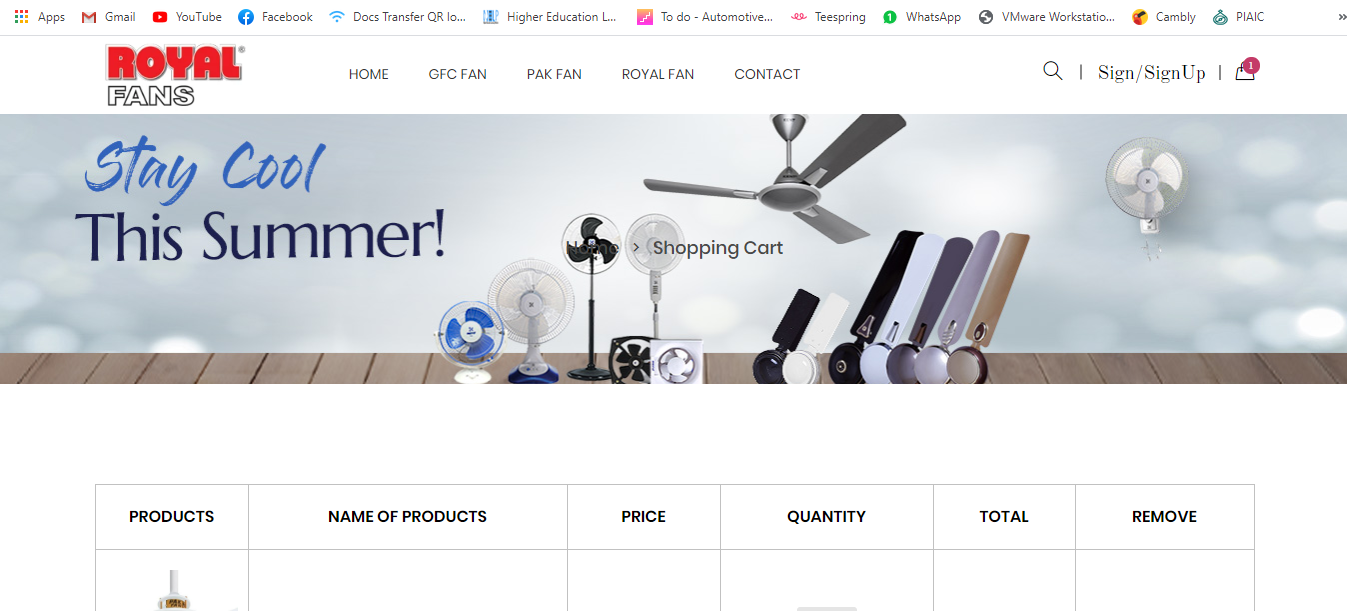 Apps Gmail YouTube Facebook Docs Transfer QR lo... Higher Education L... To do - Automotive... Teespring 1 WhatsApp VMware Workstatio... Cambly PIAIC »
ROYAL®
FANS
HOME GFC FAN PAK FAN ROYAL FAN CONTACT | Sign/SignUp | 1
Stay Cool
This Summer!
Home > Shopping Cart
PRODUCTS NAME OF PRODUCTS PRICE QUANTITY TOTAL REMOVE